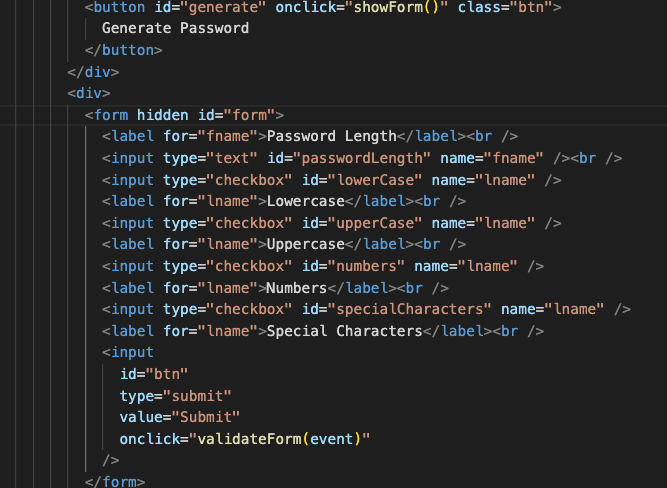 <button id="generate" onclick="showForm()" class="btn">
Generate Password
</button>
</div>
<div>
<form hidden id="form">
<label for="fname">Password Length</label><br />
<input type="text" id="passwordLength" name="fname" /><br />
<input type="checkbox" id="lowerCase" name="lname" />
<label for="lname">Lowercase</label><br />
<input type="checkbox" id="upperCase" name="lname" />
<label for="lname">Uppercase</label><br />
<input type="checkbox" id="numbers" name="lname" />
<label for="lname">Numbers</label><br />
<input type="checkbox" id="specialCharacters" name="lname" />
<label for="lname">Special Characters</label><br />
<input
id="btn"
type="submit"
value="Submit"
onclick="validateForm(event)"
/>
</form>